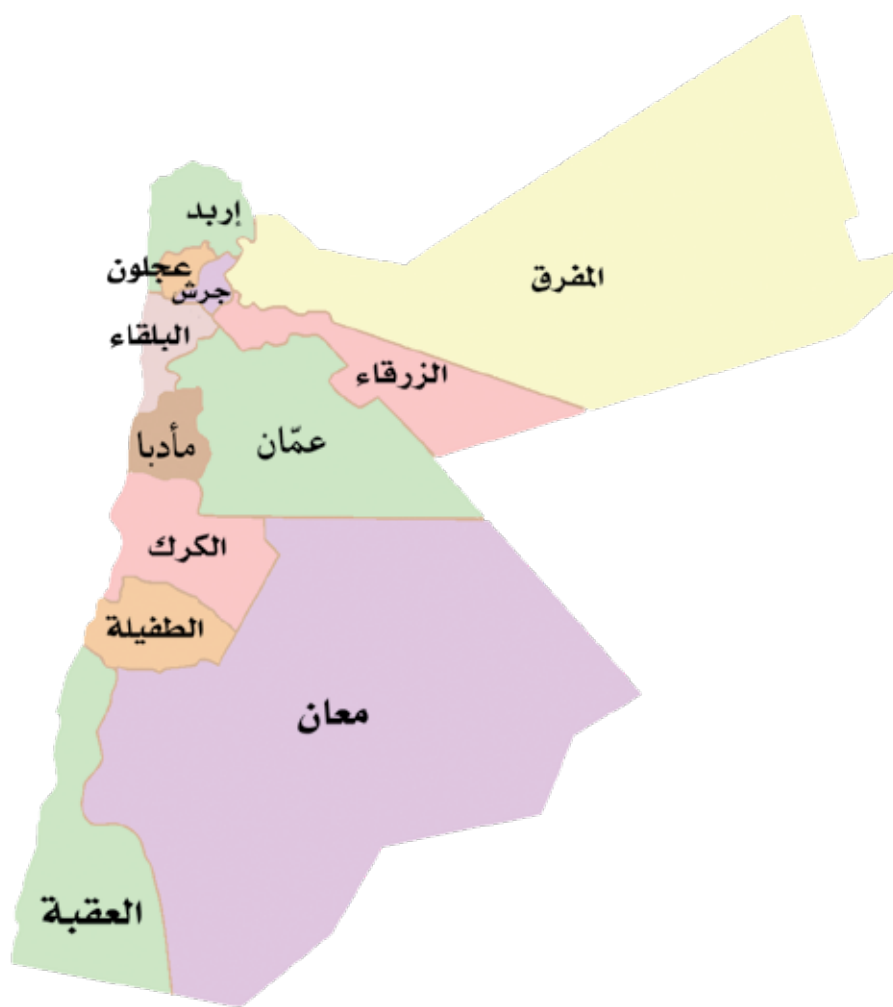 إربد
المفرق
عجلون
جرش
البلقاء
الزرقاء
عمّان
مأدبا
الكرك
الطفيلة
معان
العقبة